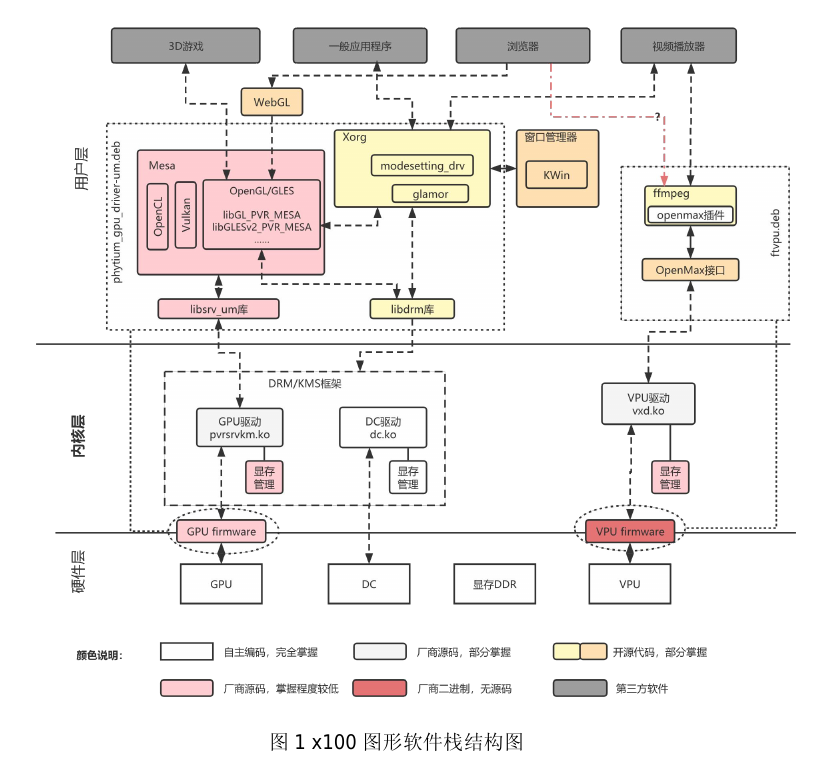 3D游戏
一般应用程序
浏览器
视频播放器
WebGL
?
用户层
phytium_gpu_driver-um.deb
Mesa
OpenCL
Vulkan
OpenGL/GLES
libGL_PVR_MESA
libGLESv2_PVR_MESA
......
Xorg
modesetting_drv
glamor
窗口管理器
KWin
ffmpeg
openmax插件
OpenMax接口
ftvpu.deb
libsrv_um库
libdrm库
内核层
DRM/KMS框架
GPU驱动
pvrsrvkm.ko
显存
管理
DC驱动
dc.ko
显存
管理
VPU驱动
vxd.ko
显存
管理
GPU firmware
VPU firmware
硬件层
GPU
DC
显存DDR
VPU
颜色说明：
自主编码，完全掌握
厂商源码，部分掌握
开源代码，部分掌握
厂商源码，掌握程度较低
厂商二进制，无源码
第三方软件
图 1 x100 图形软件栈结构图